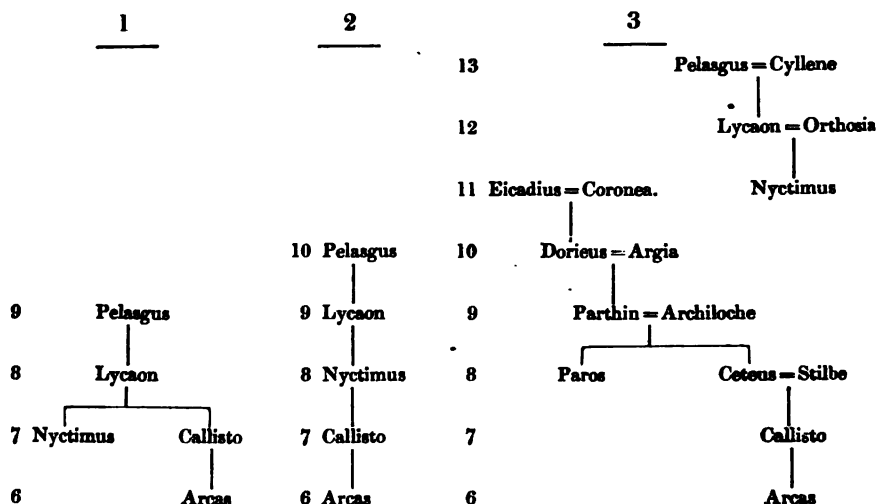 1 2 3
13 Pelasgus = Cyllene
12 Lycaon = Orthosia
11 Eicadius = Coronea. Nyctimus
10 Pelasgus 10 Dorieus = Argia
9 Pelasgus 9 Lycaon 9 Parthin = Archiloche
8 Lycaon 8 Nyctimus 8 Paros Ceteus = Stilbe
7 Nyctimus Callisto 7 Callisto 7 Callisto
6 Arcas 6 Arcas 6 Arcas